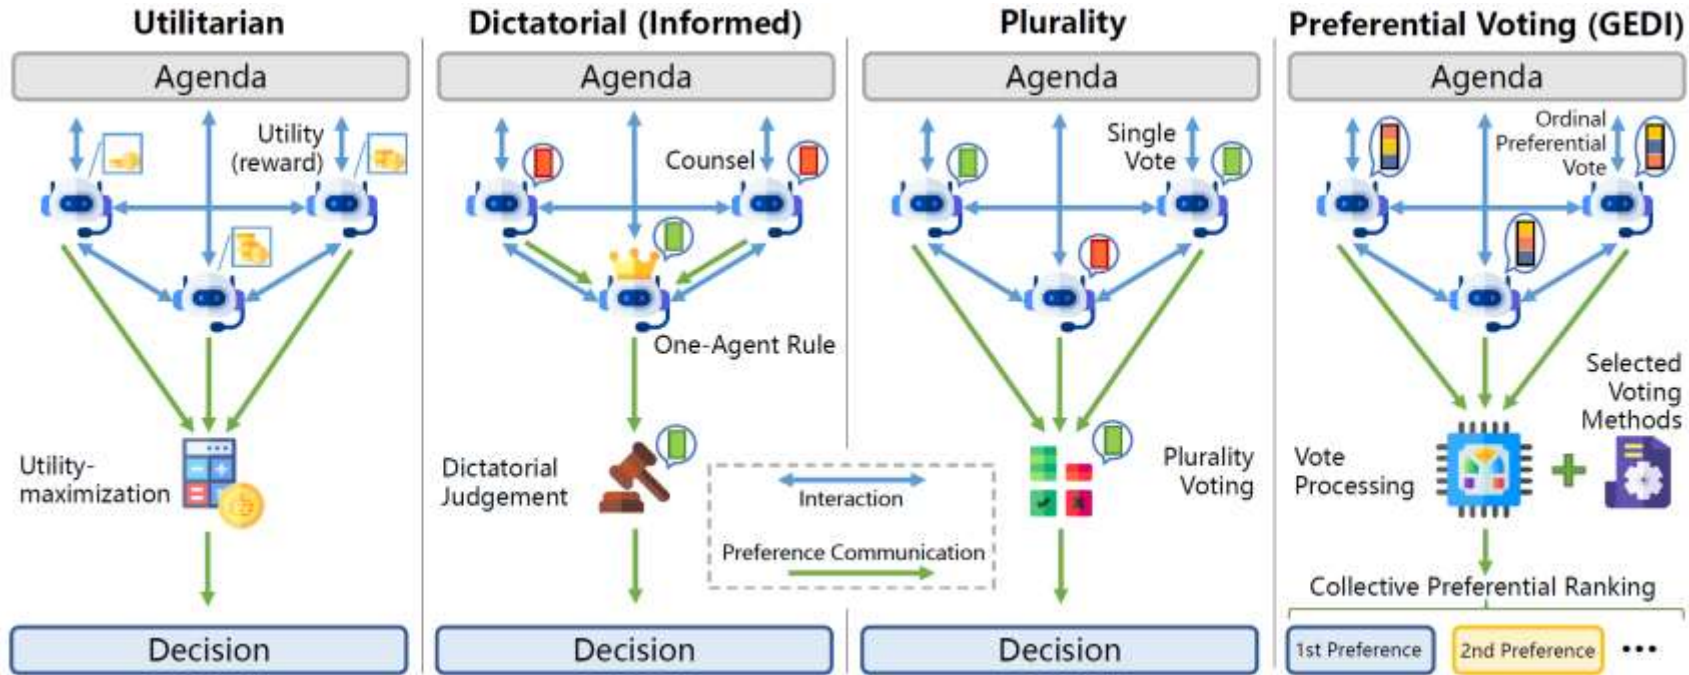 Utilitarian
Agenda
Utility
(reward)
Utility-
maximization
Decision
Dictatorial (Informed)
Agenda
Counsel
One-Agent Rule
Dictatorial
Judgement
Decision
Interaction
Preference Communication
Plurality
Agenda
Single
Vote
Plurality
Voting
Decision
Preferential Voting (GEDI)
Agenda
Ordinal
Preferential
Vote
Selected
Voting
Methods
Vote
Processing
Collective Preferential Ranking
1st Preference
2nd Preference
•••